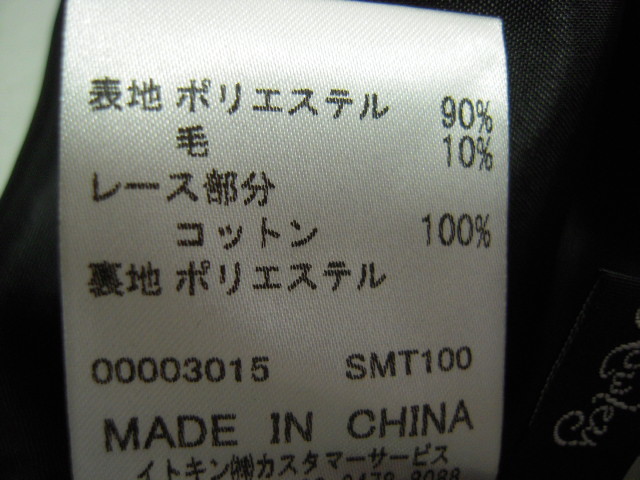 表地 ポリエステル 90%
毛 10%
レース部分
コットン 100%
裏地 ポリエステル
00003015 SMT100
MADE IN CHINA
イトキン㈱カスタマーサービス